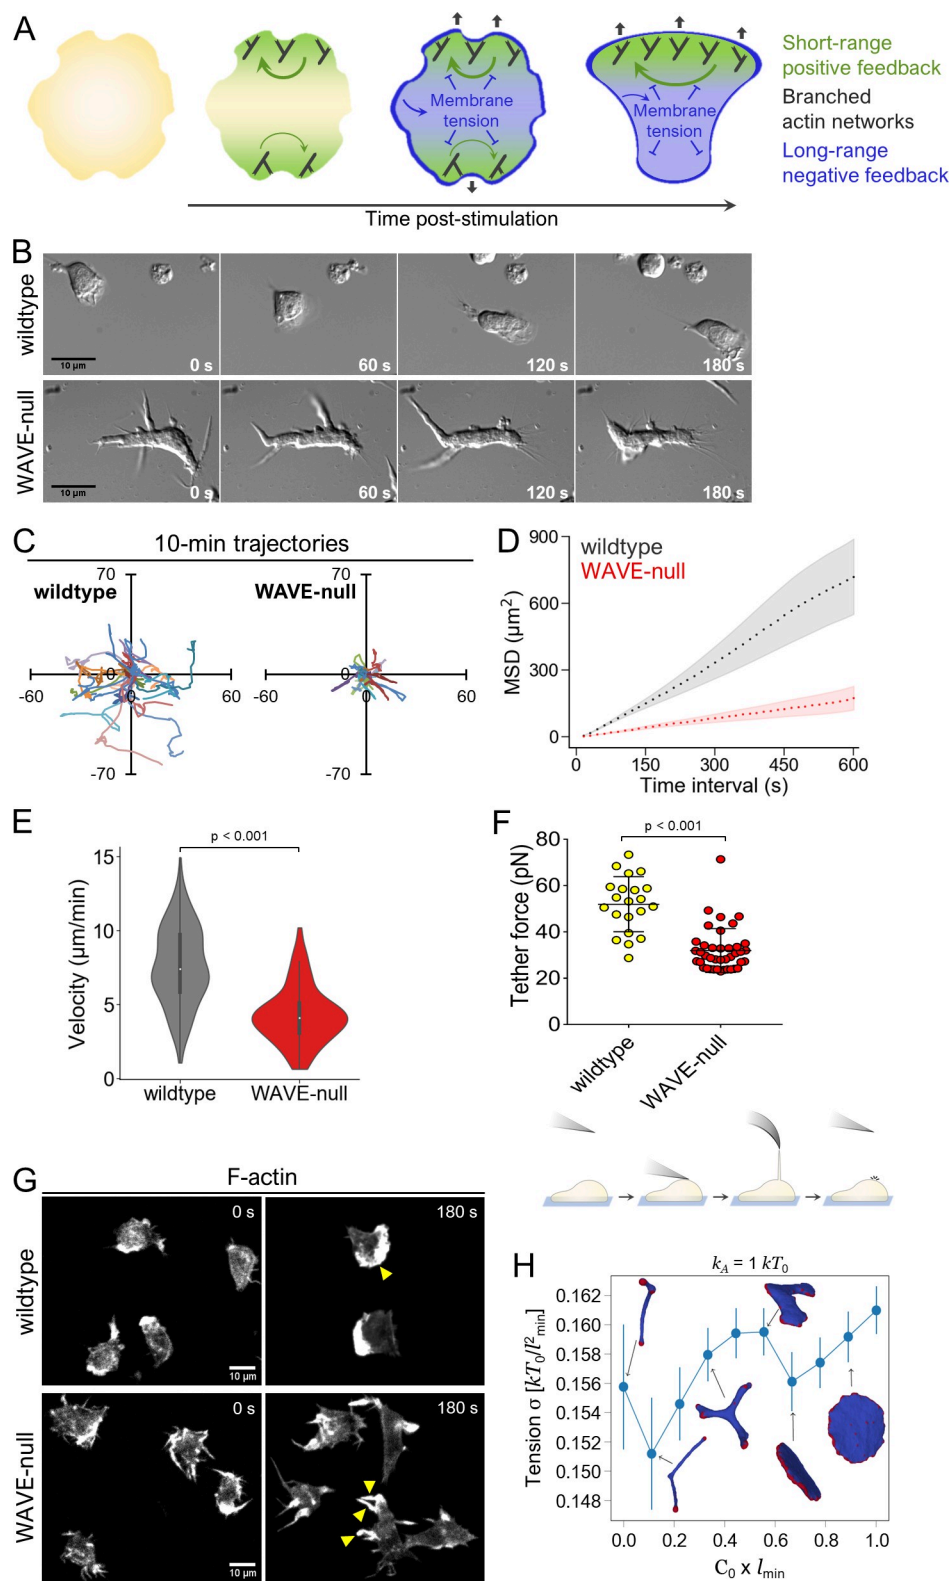 A
Short-range
positive feedback
Branched
actin networks
Long-range
negative feedback
Membrane
tension
Membrane
tension
Time post-stimulation
B
wildtype
10 µm
0 s
60 s
120 s
180 s
WAVE-null
10 µm
0 s
60 s
120 s
180 s
C
10-min trajectories
wildtype
70
-60
0
0
60
-70
WAVE-null
70
-60
0
0
60
-70
D
wildtype
WAVE-null
MSD (µm²)
900
600
300
0
0 150 300 450 600
Time interval (s)
E
p < 0.001
Velocity (µm/min)
15
10
5
0
wildtype WAVE-null
F
p < 0.001
Tether force (pN)
80
60
40
20
0
wildtype
WAVE-null
G
F-actin
wildtype
0 s
10 µm
180 s
WAVE-null
0 s
10 µm
180 s
H
k_A = 1 kT₀
Tension σ [kT₀/l²min]
0.162
0.160
0.158
0.156
0.154
0.152
0.150
0.148
0.0 0.2 0.4 0.6 0.8 1.0
C₀ x lmin